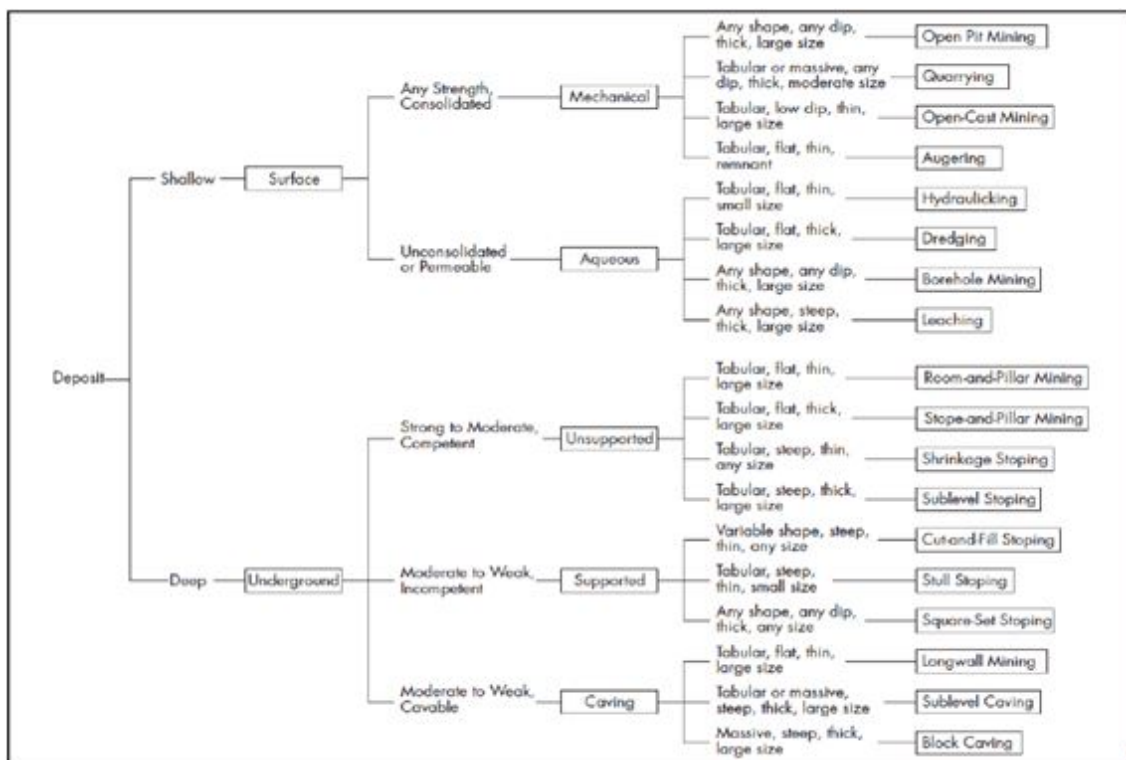 Deposit
Shallow
Surface
Any Strength,
Consolidated
Mechanical
Any shape, any dip,
thick, large size
Open Pit Mining
Tabular or massive, any
dip, thick, moderate size
Quarrying
Tabular, low dip, thin,
large size
Open-Cast Mining
Tabular, flat, thin,
remnant
Augering
Unconsolidated
or Permeable
Aqueous
Tabular, flat, thin,
small size
Hydraulicking
Tabular, flat, thick,
large size
Dredging
Any shape, any dip,
thick, large size
Borehole Mining
Any shape, steep,
thick, large size
Leaching
Deep
Underground
Strong to Moderate,
Competent
Unsupported
Tabular, flat, thin,
large size
Room-and-Pillar Mining
Tabular, flat, thick,
large size
Stope-and-Pillar Mining
Tabular, steep, thin,
any size
Shrinkage Stoping
Tabular, steep, thick,
large size
Sublevel Stoping
Moderate to Weak,
Incompetent
Supported
Variable shape, steep,
thin, any size
Cut-and-Fill Stoping
Tabular, steep,
thin, small size
Stull Stoping
Any shape, any dip,
thick, any size
Square-Set Stoping
Moderate to Weak,
Cavable
Caving
Tabular, flat, thin,
large size
Longwall Mining
Tabular or massive,
steep, thick, large size
Sublevel Caving
Massive, steep, thick,
large size
Block Caving